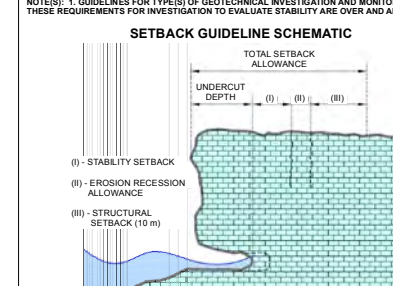 NOTE(S): 1. GUIDELINES FOR TYPE(S) OF GEOTECHNICAL INVESTIGATION AND MONITO
THESE REQUIREMENTS FOR INVESTIGATION TO EVALUATE STABILITY ARE OVER AND A
SETBACK GUIDELINE SCHEMATIC
TOTAL SETBACK
ALLOWANCE
UNDERCUT
DEPTH
(I)
(II)
(III)
(I) - STABILITY SETBACK
(II) - EROSION RECESSION
ALLOWANCE
(III) - STRUCTURAL
SETBACK (10 m)